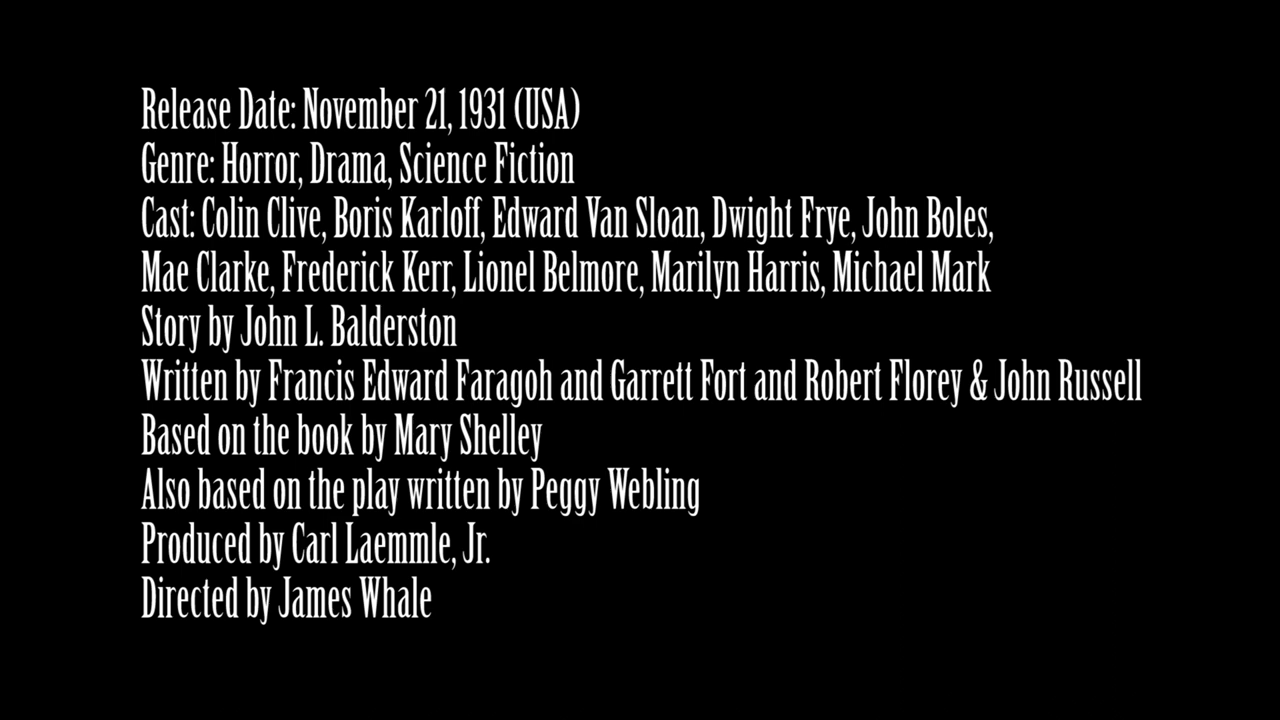 Release Date: November 21, 1931 (USA)
Genre: Horror, Drama, Science Fiction
Cast: Colin Clive, Boris Karloff, Edward Van Sloan, Dwight Frye, John Boles,
Mae Clarke, Frederick Kerr, Lionel Belmore, Marilyn Harris, Michael Mark
Story by John L. Balderston
Written by Francis Edward Faragoh and Garrett Fort and Robert Florey & John Russell
Based on the book by Mary Shelley
Also based on the play written by Peggy Webling
Produced by Carl Laemmle, Jr.
Directed by James Whale